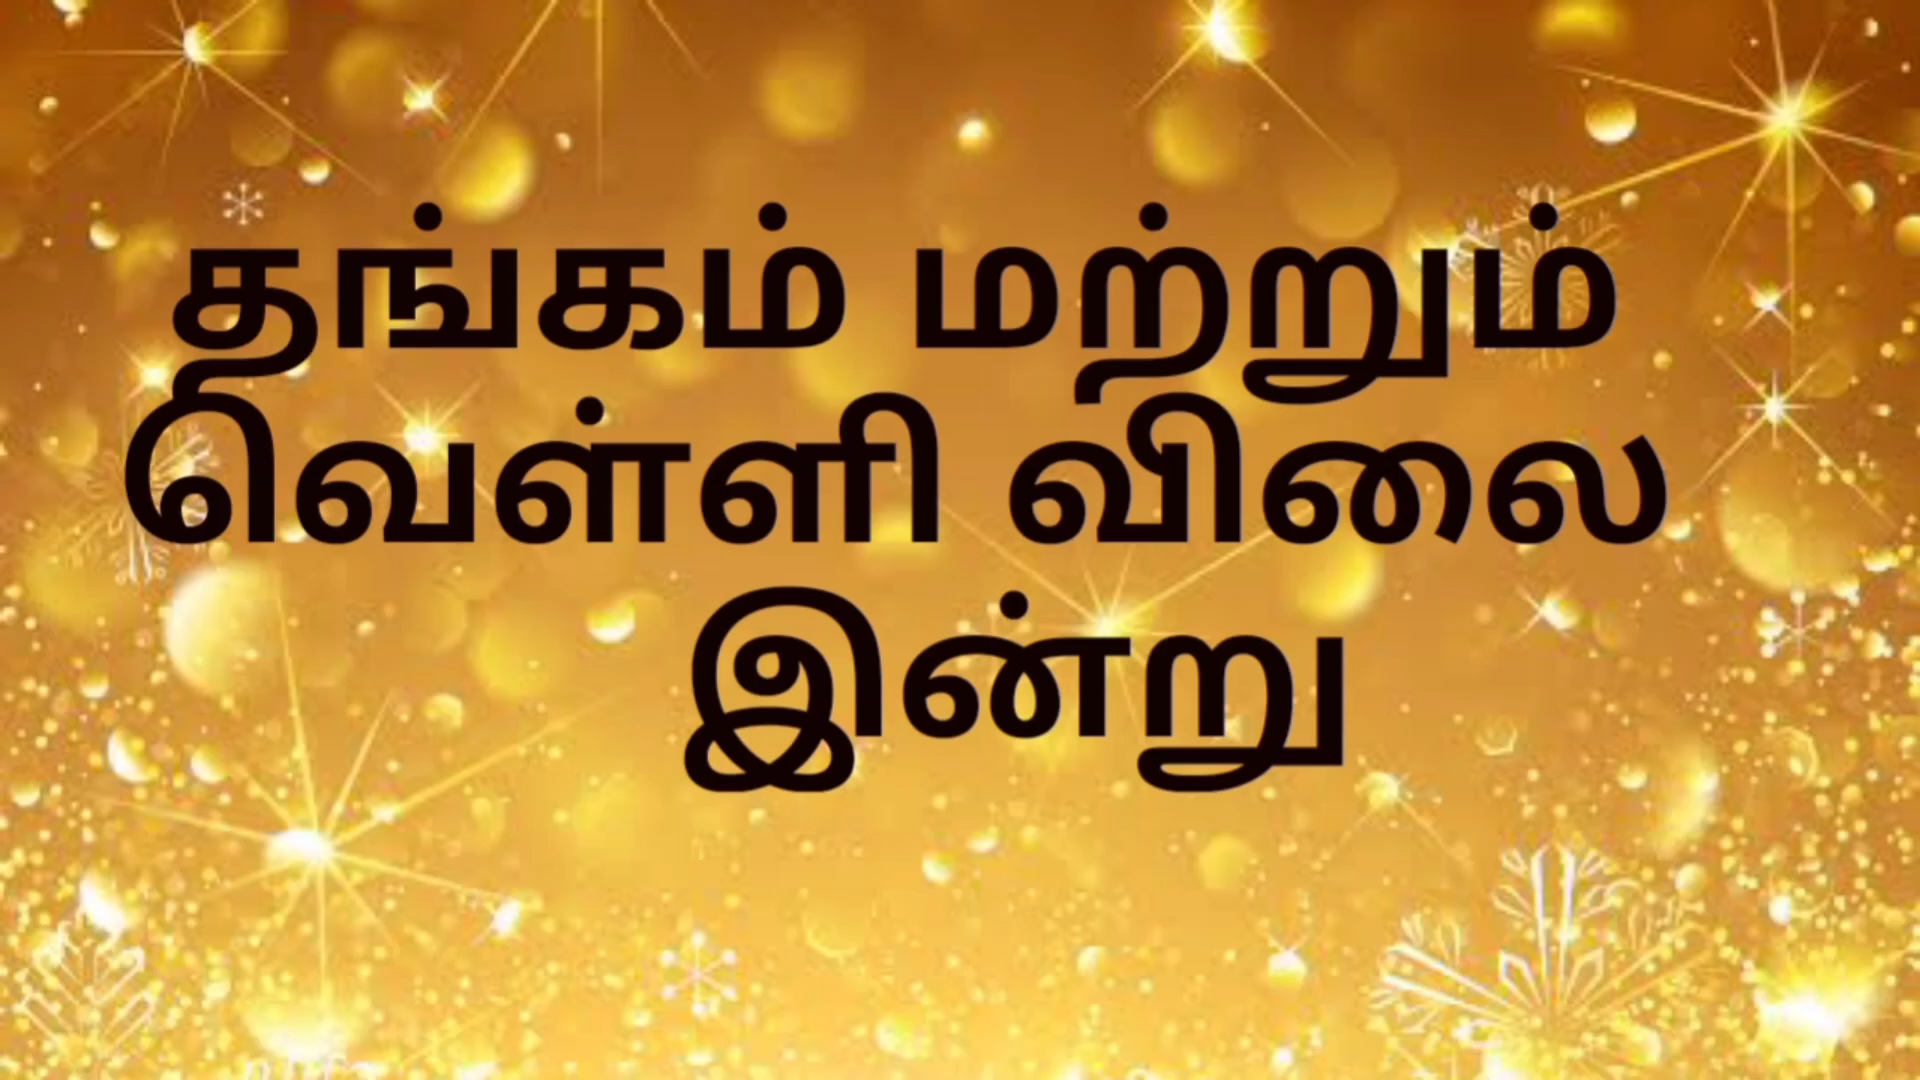 தங்கம் மற்றும்
வெள்ளி விலை
இன்று